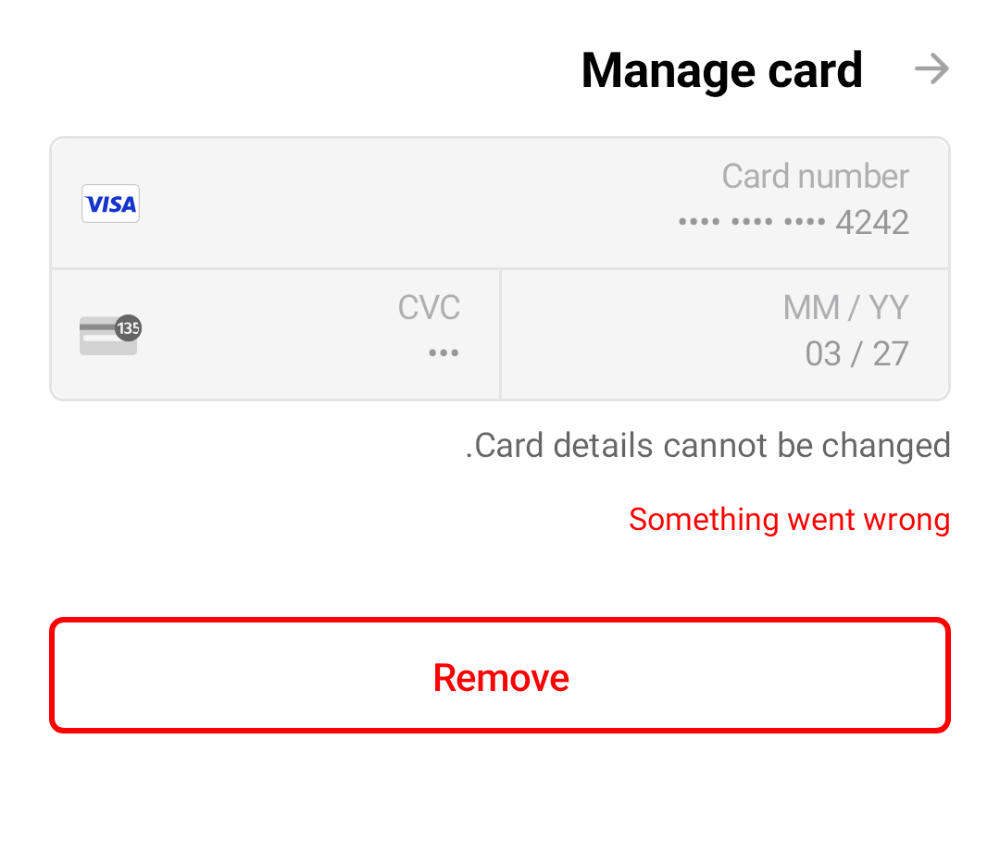 Manage card
Card number
VISA
•••• •••• •••• 4242
MM / YY
03 / 27
CVC
•••
135
.Card details cannot be changed
Something went wrong
Remove